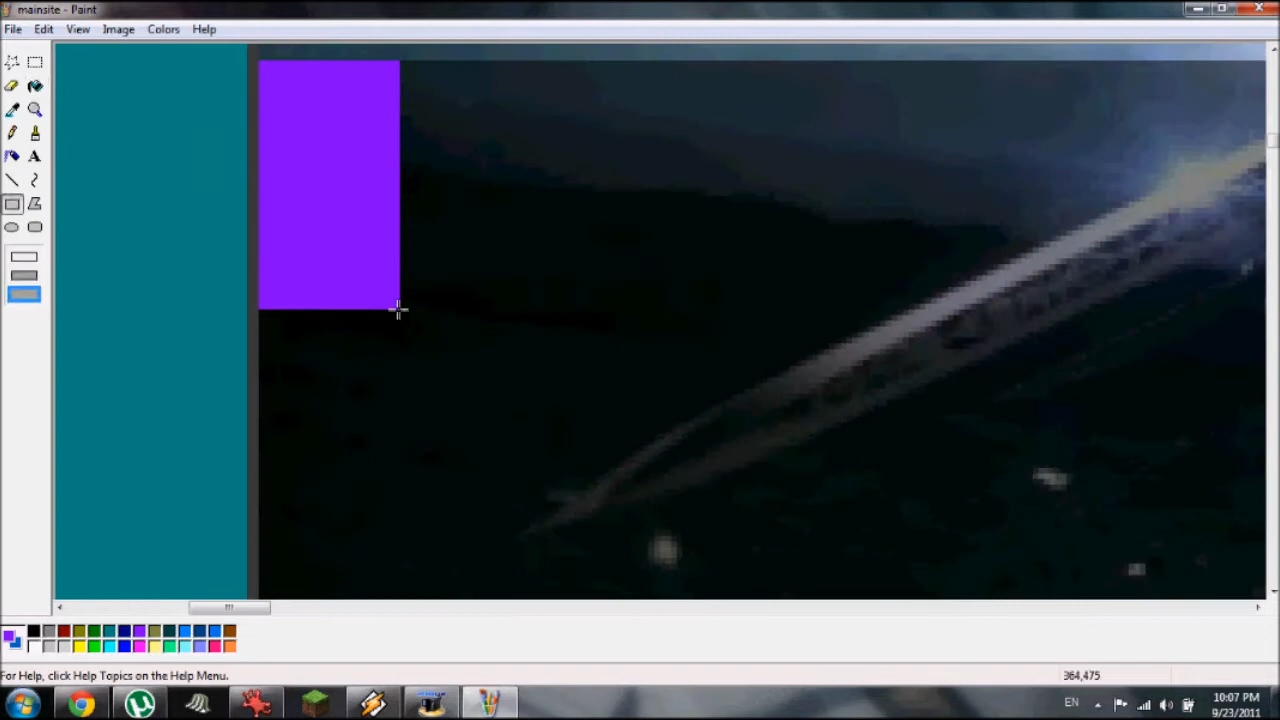 mainsite - Paint
File Edit View Image Colors Help
A
For Help, click Help Topics on the Help Menu.
364,475
EN
10:07 PM
9/23/2011